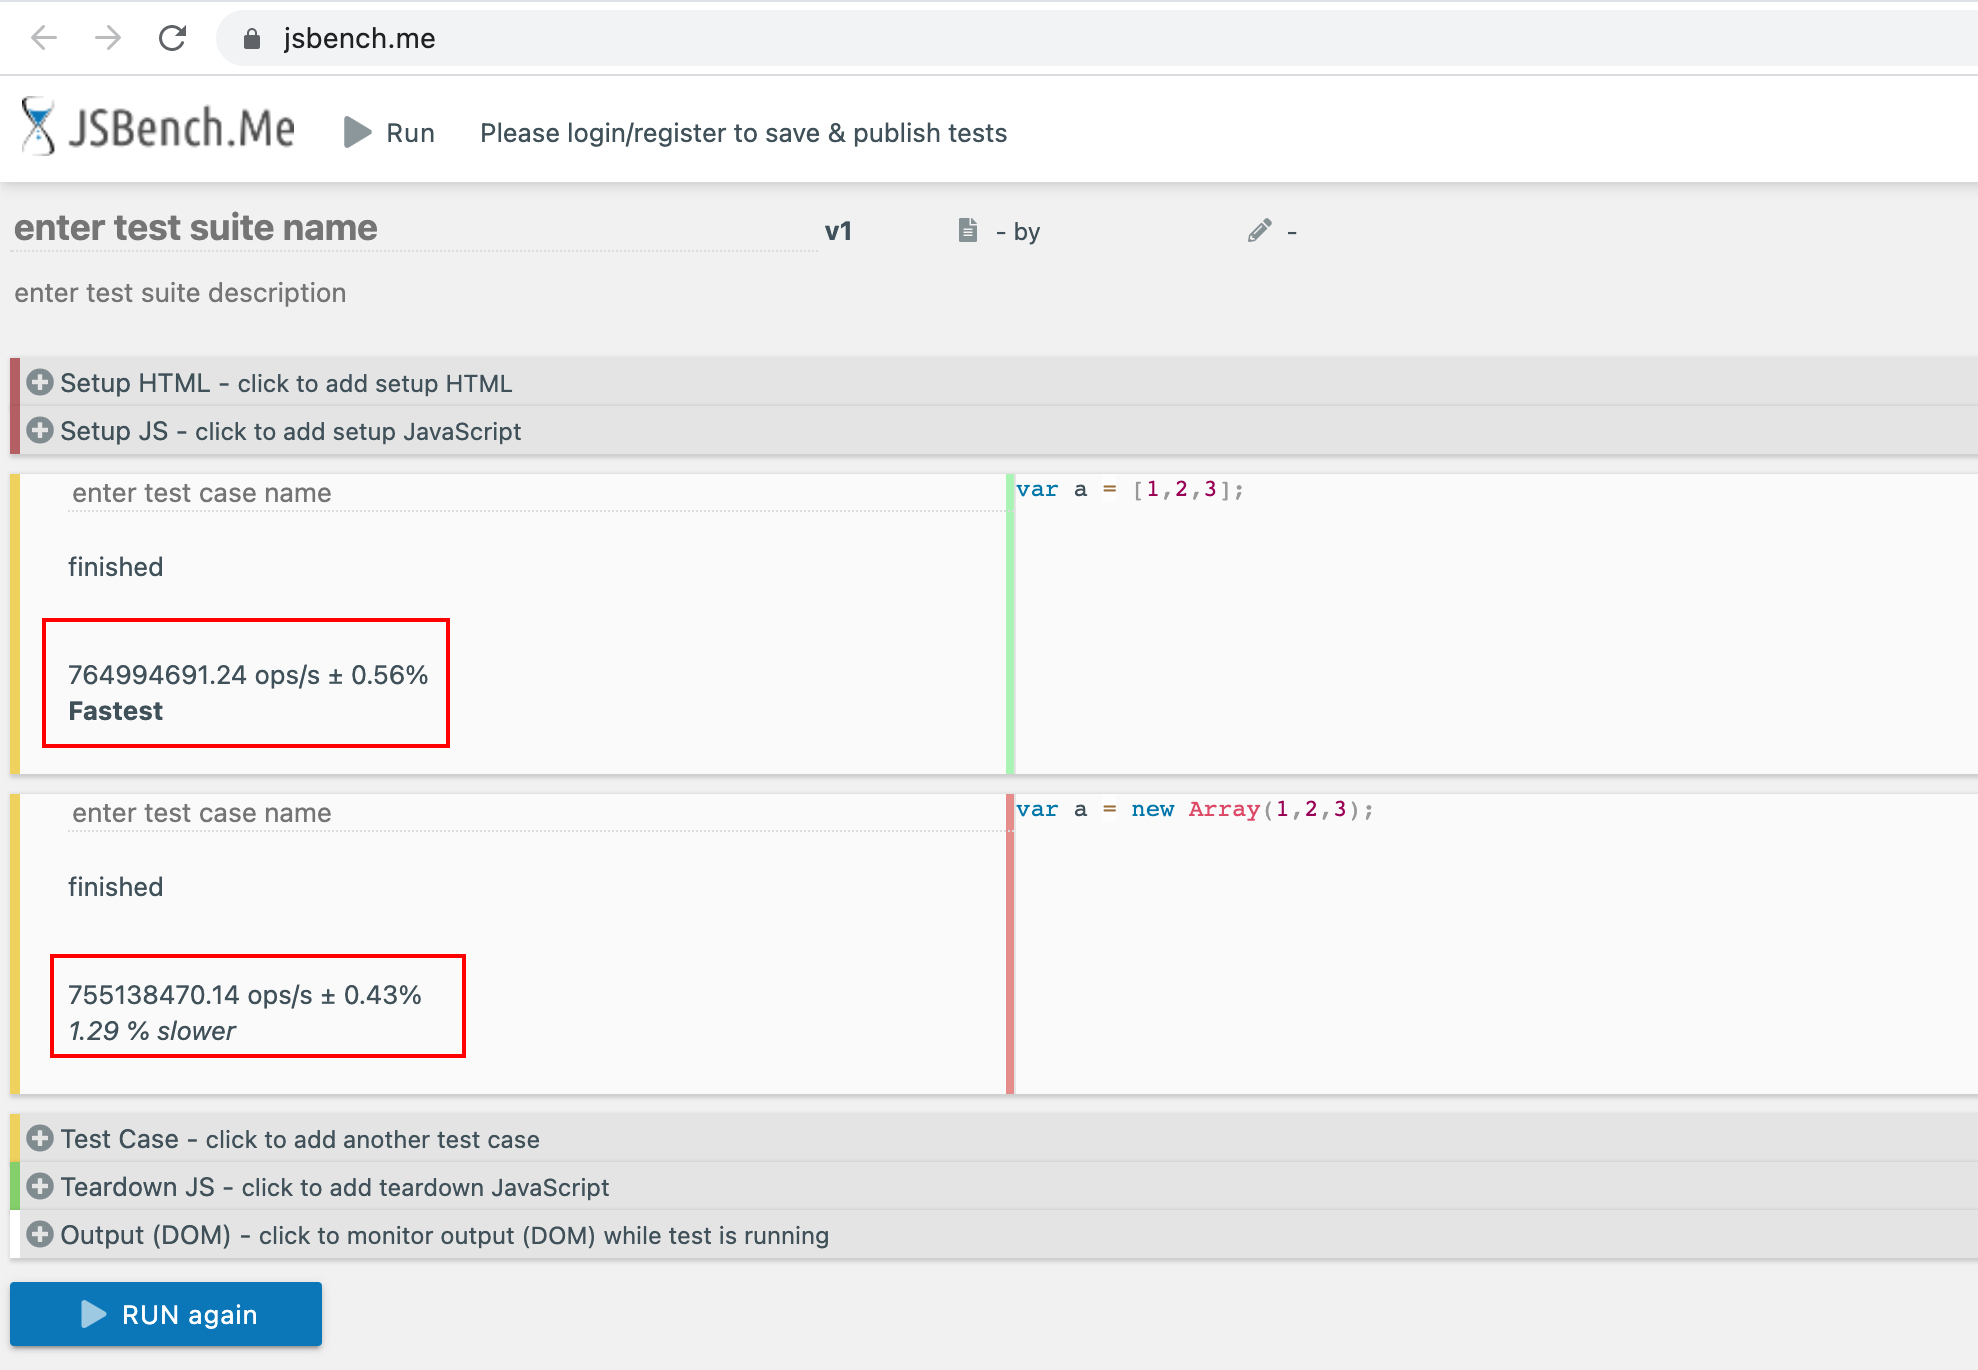 jsbench.me
JSBench.Me
Run
Please login/register to save & publish tests
enter test suite name
v1
- by
-
enter test suite description
Setup HTML - click to add setup HTML
Setup JS - click to add setup JavaScript
enter test case name
var a = [1,2,3];
finished
764994691.24 ops/s ± 0.56%
Fastest
enter test case name
var a = new Array(1,2,3);
finished
755138470.14 ops/s ± 0.43%
1.29 % slower
Test Case - click to add another test case
Teardown JS - click to add teardown JavaScript
Output (DOM) - click to monitor output (DOM) while test is running
RUN again